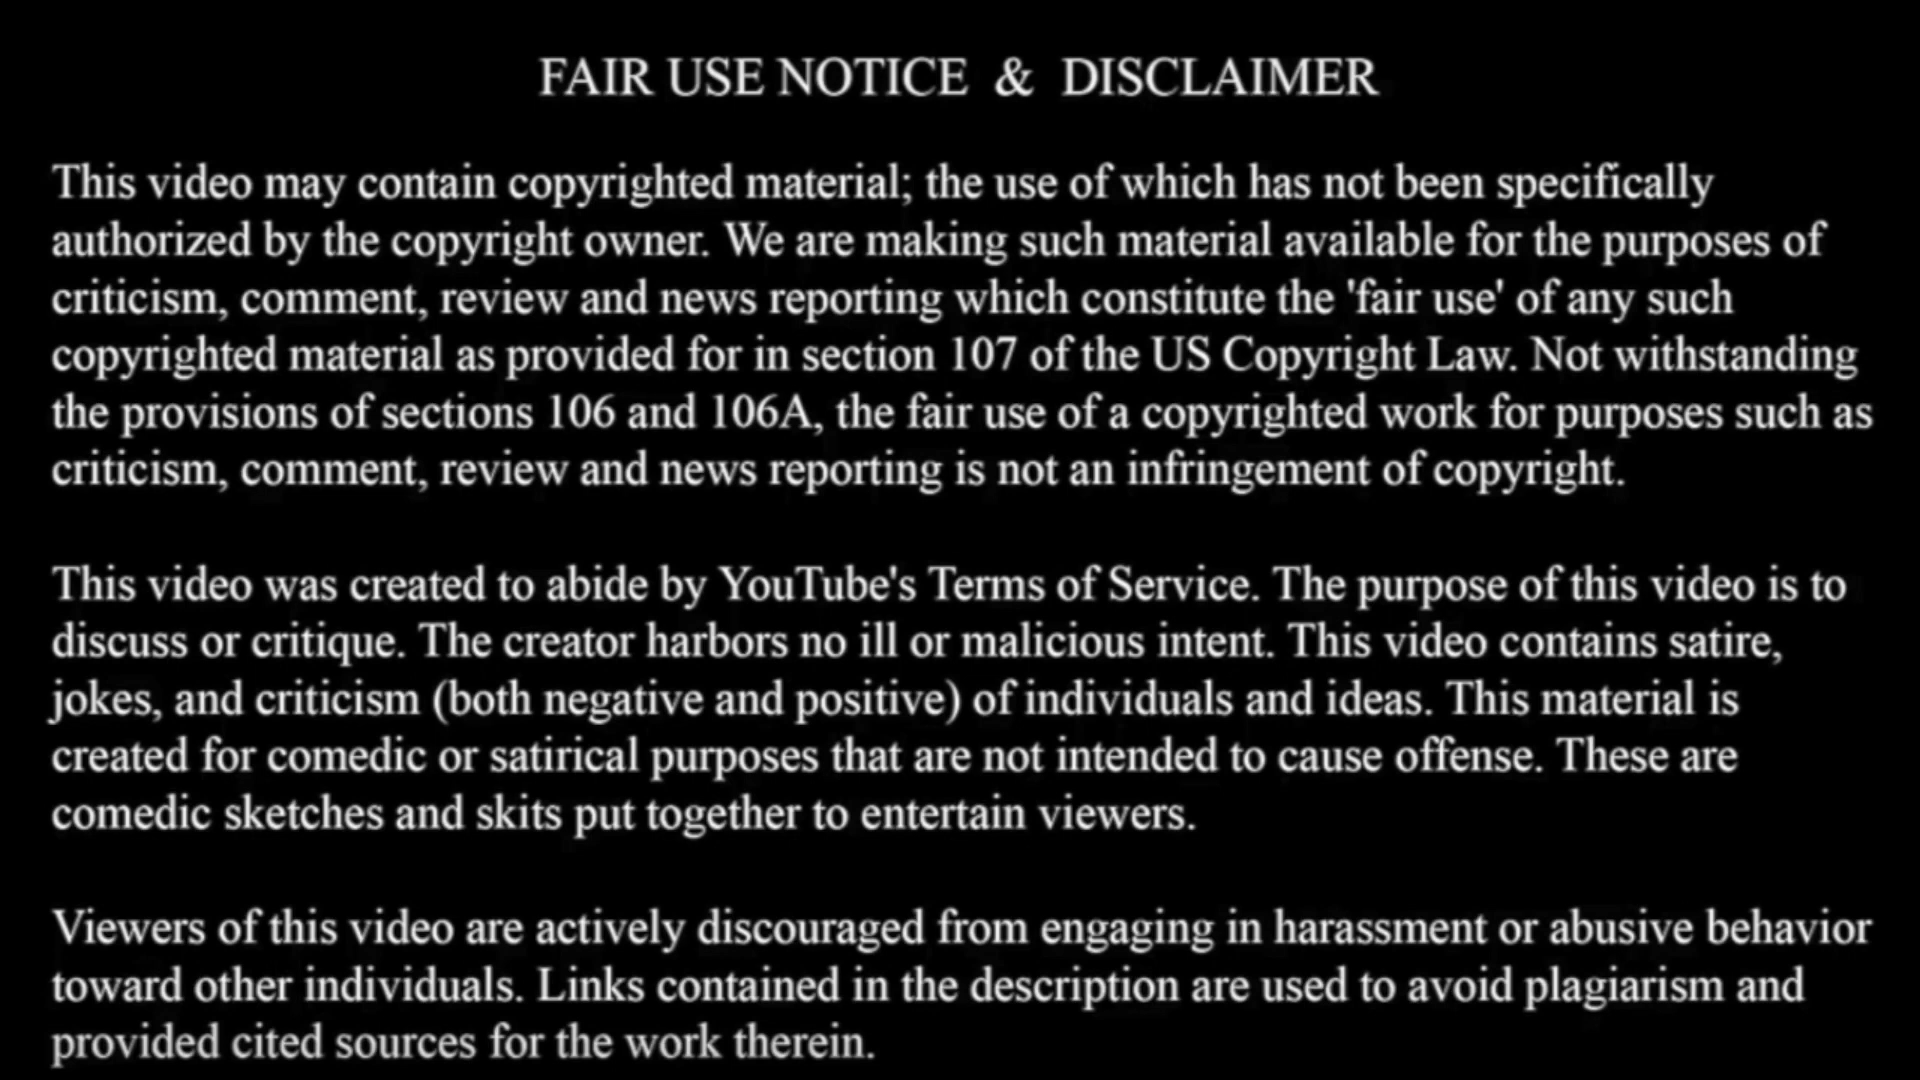 FAIR USE NOTICE & DISCLAIMER
This video may contain copyrighted material; the use of which has not been specifically
authorized by the copyright owner. We are making such material available for the purposes of
criticism, comment, review and news reporting which constitute the 'fair use' of any such
copyrighted material as provided for in section 107 of the US Copyright Law. Not withstanding
the provisions of sections 106 and 106A, the fair use of a copyrighted work for purposes such as
criticism, comment, review and news reporting is not an infringement of copyright.
This video was created to abide by YouTube's Terms of Service. The purpose of this video is to
discuss or critique. The creator harbors no ill or malicious intent. This video contains satire,
jokes, and criticism (both negative and positive) of individuals and ideas. This material is
created for comedic or satirical purposes that are not intended to cause offense. These are
comedic sketches and skits put together to entertain viewers.
Viewers of this video are actively discouraged from engaging in harassment or abusive behavior
toward other individuals. Links contained in the description are used to avoid plagiarism and
provided cited sources for the work therein.